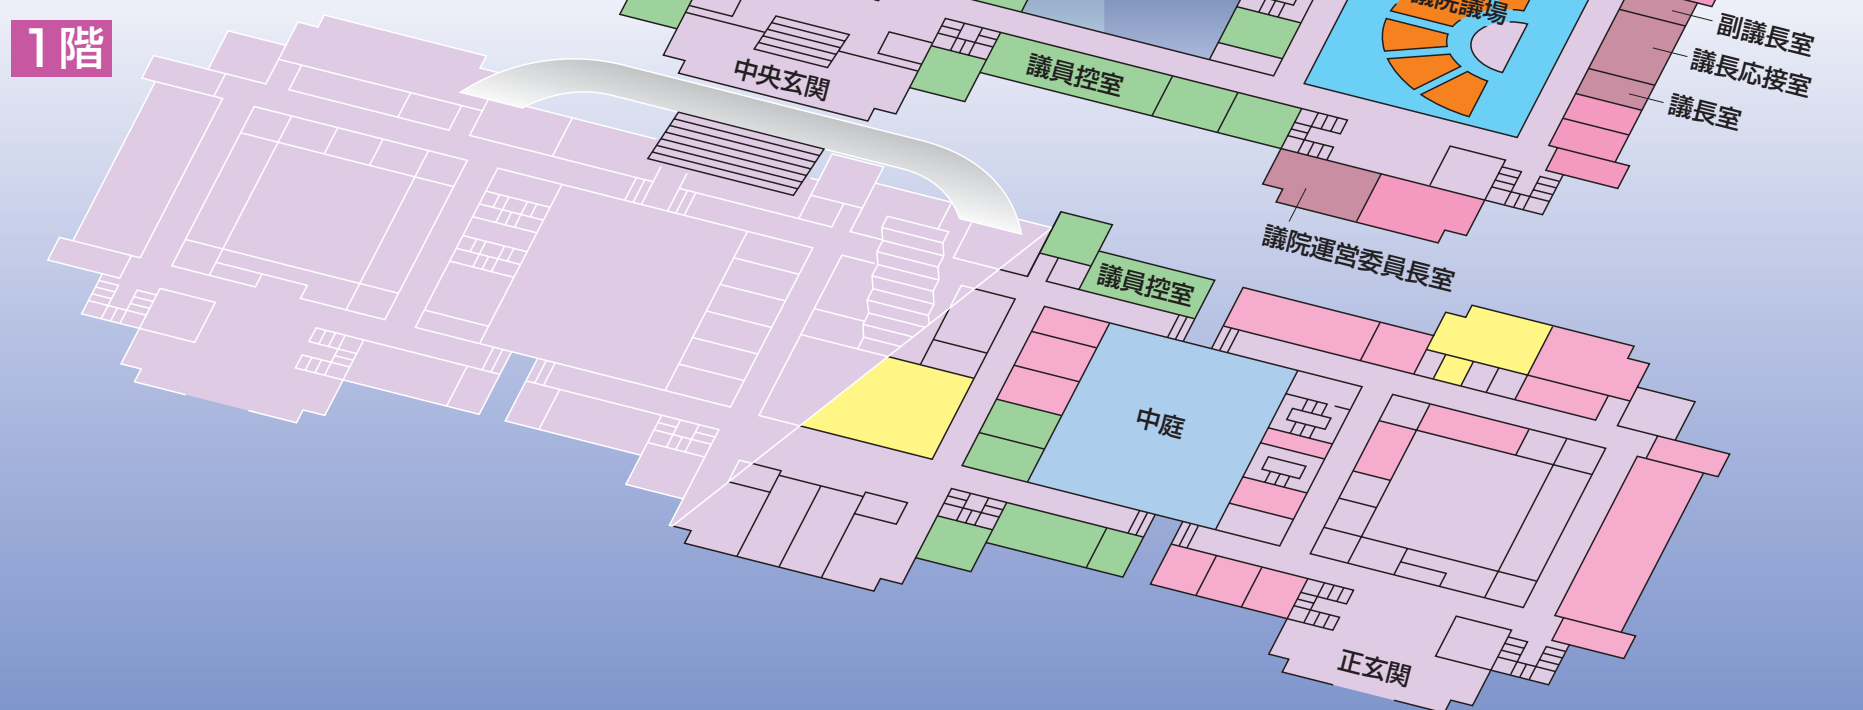 1階
議院議場
副議長室
議長応接室
議長室
中央玄関
議員控室
議院運営委員長室
議員控室
中庭
正玄関